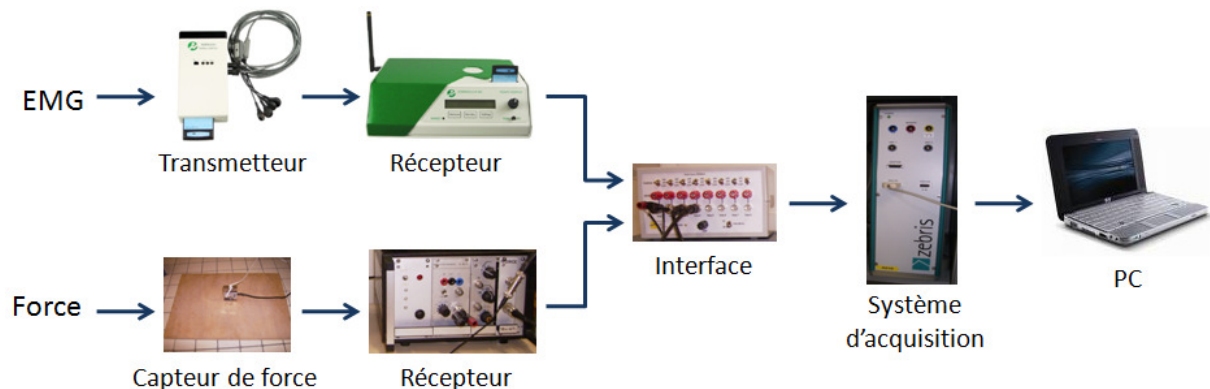 EMG
Transmetteur
Récepteur
Interface
zebris
Système
d'acquisition
PC
Force
Capteur de force
Récepteur